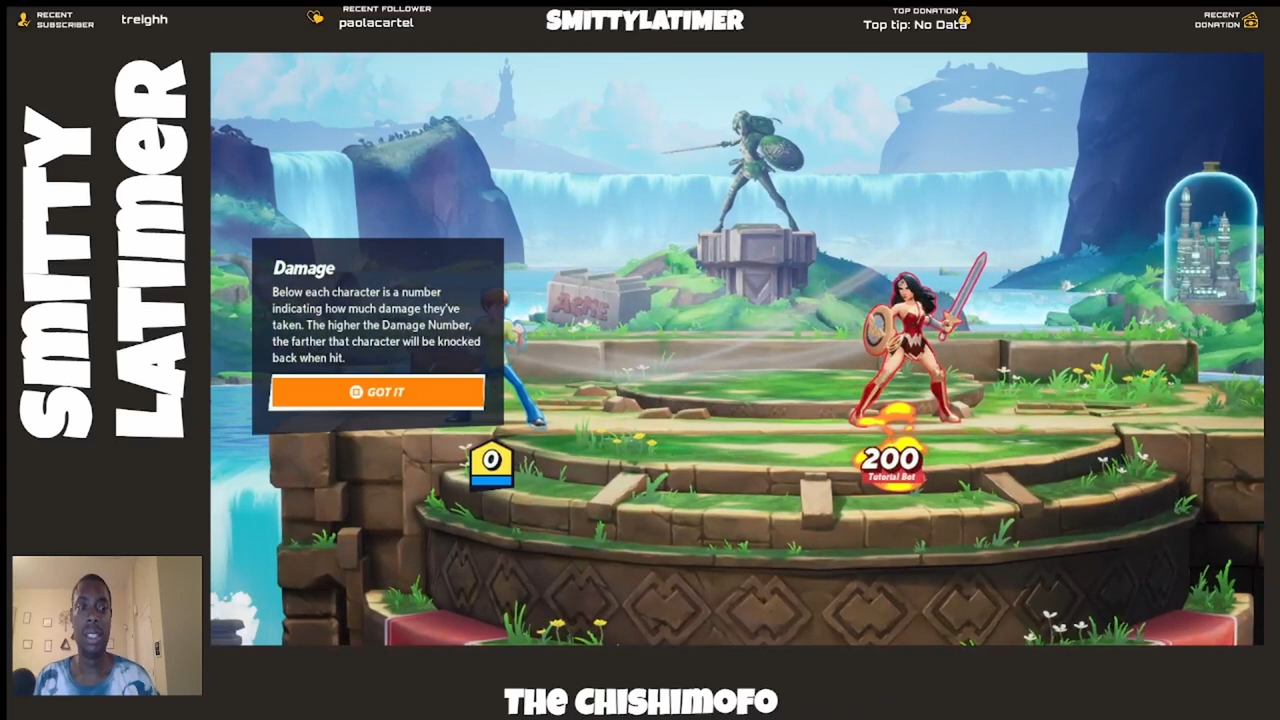 RECENT
SUBSCRIBER
treighh
RECENT FOLLOWER
paolacartel
SMITTYLATIMER
TOP DONATION
Top tip: No Data
RECENT
DONATION
SMITTY
LATIMER
Damage
Below each character is a number
indicating how much damage they've
taken. The higher the Damage Number,
the farther that character will be knocked
back when hit.
GOT IT
ACME
0
200
Tutorial Bot
THE CHISHIMOFO